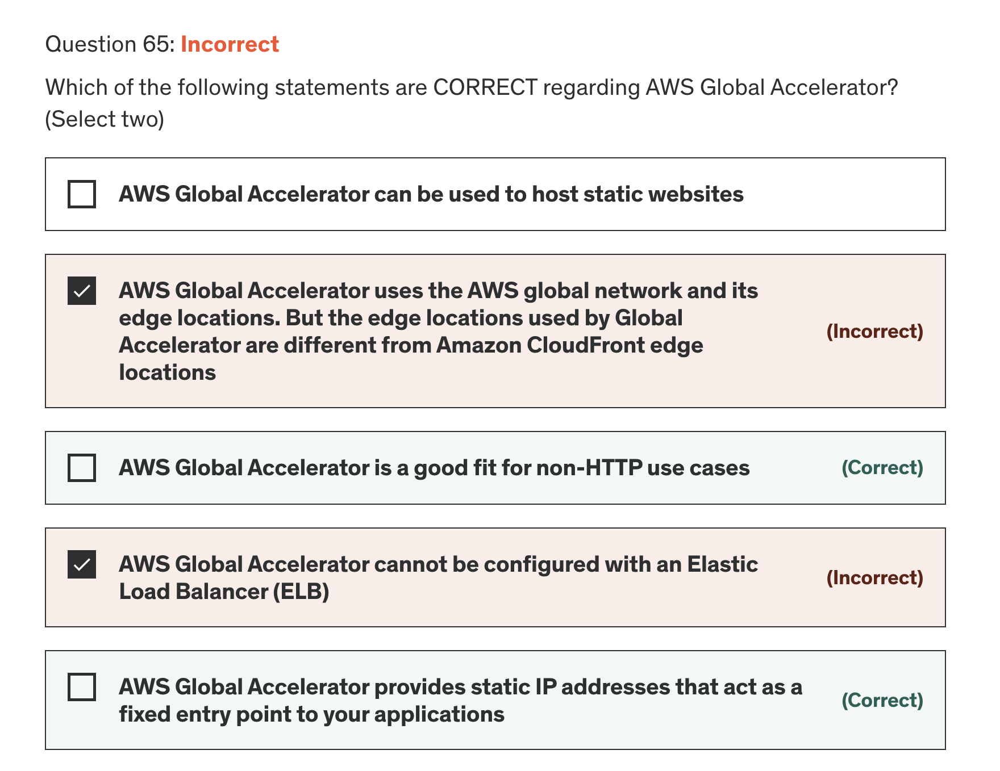 Question 65: Incorrect
Which of the following statements are CORRECT regarding AWS Global Accelerator?
(Select two)
AWS Global Accelerator can be used to host static websites
AWS Global Accelerator uses the AWS global network and its
edge locations. But the edge locations used by Global
Accelerator are different from Amazon CloudFront edge
locations
(Incorrect)
AWS Global Accelerator is a good fit for non-HTTP use cases
(Correct)
AWS Global Accelerator cannot be configured with an Elastic
Load Balancer (ELB)
(Incorrect)
AWS Global Accelerator provides static IP addresses that act as a
fixed entry point to your applications
(Correct)